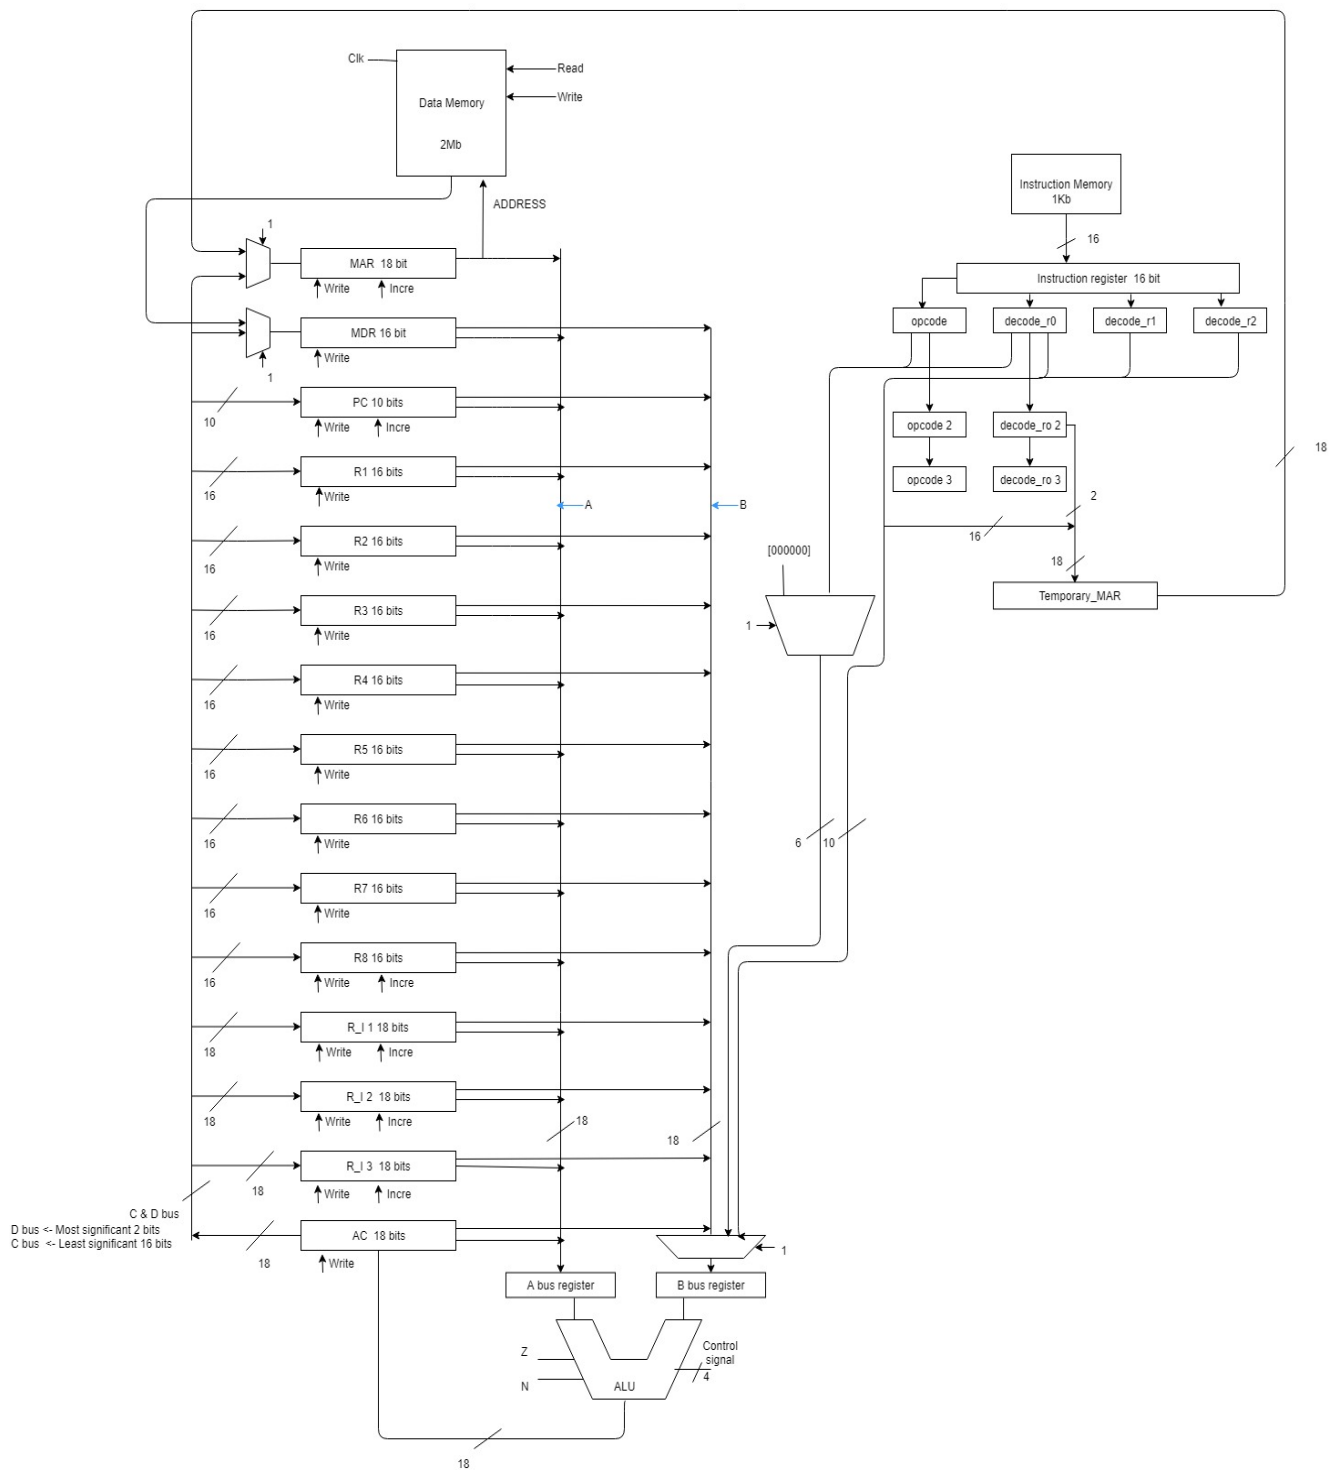 Clk
Read
Write
Data Memory
2Mb
ADDRESS
Instruction Memory
1Kb
16
1
MAR 18 bit
Write
Incre
Instruction register 16 bit
opcode
decode_r0
decode_r1
decode_r2
MDR 16 bit
Write
1
PC 10 bits
10
Write
Incre
opcode 2
decode_ro 2
18
R1 16 bits
16
Write
opcode 3
decode_ro 3
A
B
2
16
R2 16 bits
16
Write
[000000]
18
Temporary_MAR
R3 16 bits
16
Write
1
R4 16 bits
16
Write
R5 16 bits
16
Write
R6 16 bits
16
Write
6
10
R7 16 bits
16
Write
R8 16 bits
16
Write
Incre
R_I 1 18 bits
18
Write
Incre
R_I 2 18 bits
18
Write
Incre
18
18
R_I 3 18 bits
18
Write
Incre
C & D bus
D bus <- Most significant 2 bits
C bus <- Least significant 16 bits
AC 18 bits
18
Write
1
A bus register
B bus register
Z
N
ALU
Control
signal
4
18